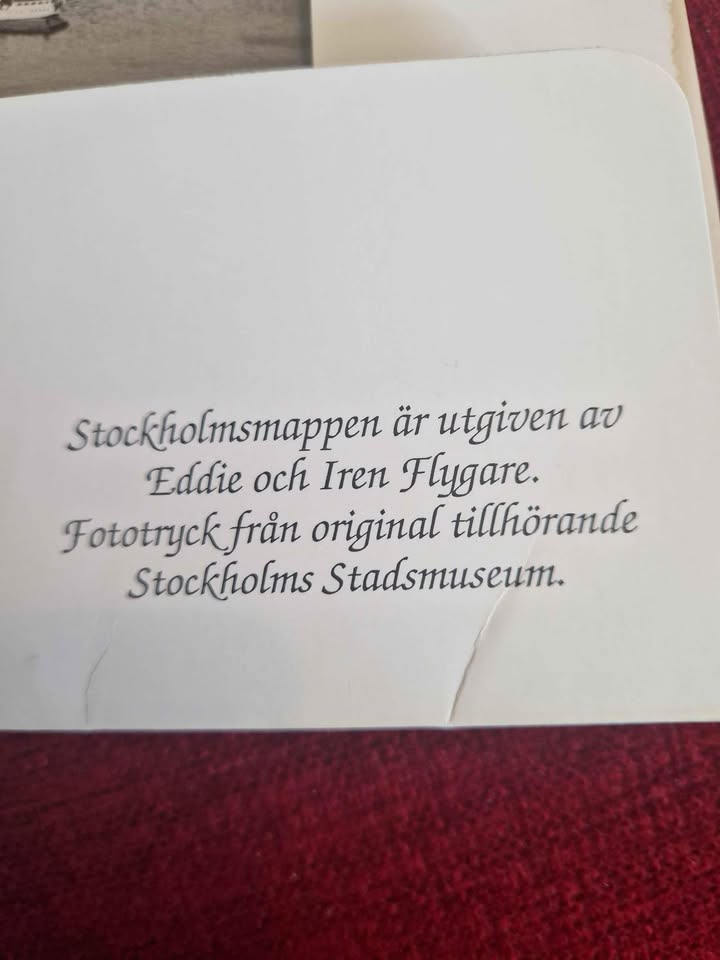 Stockholmsmappen är utgiven av
Eddie och Iren Flygare.
Fototryck från original tillhörande
Stockholms Stadsmuseum.